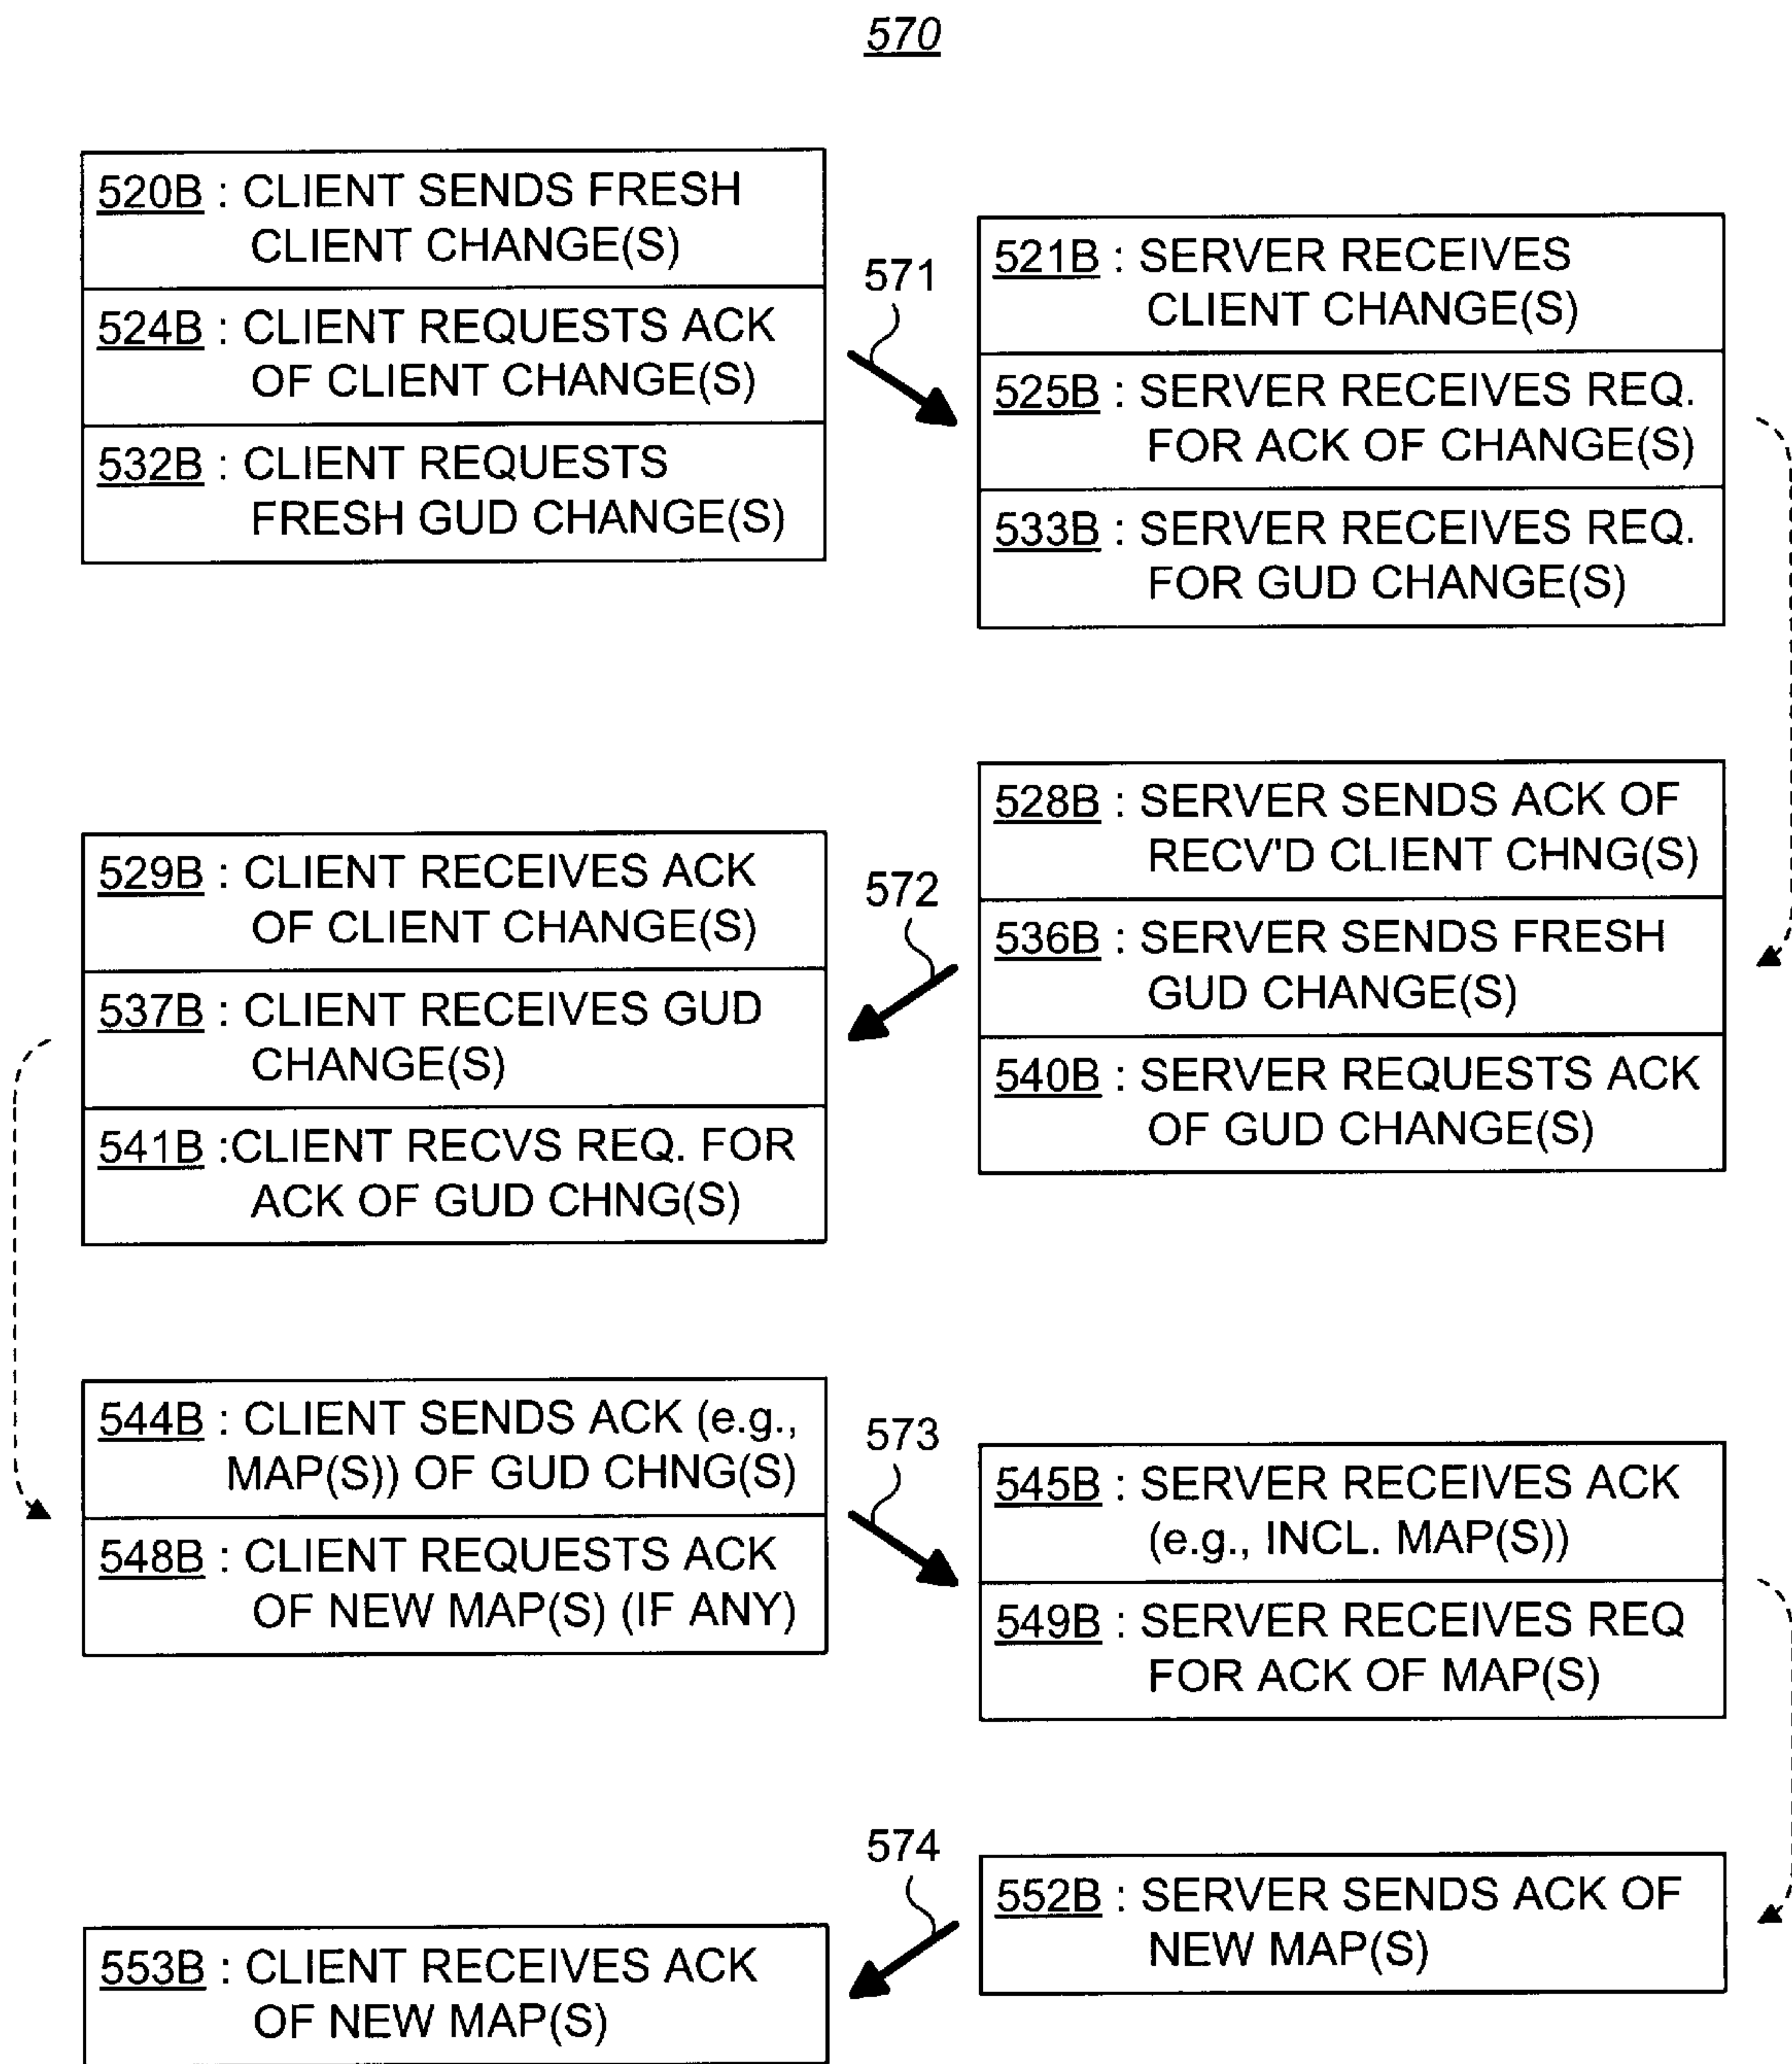 570
520B : CLIENT SENDS FRESH
CLIENT CHANGE(S)
524B : CLIENT REQUESTS ACK
OF CLIENT CHANGE(S)
532B : CLIENT REQUESTS
FRESH GUD CHANGE(S)
571
521B : SERVER RECEIVES
CLIENT CHANGE(S)
525B : SERVER RECEIVES REQ.
FOR ACK OF CHANGE(S)
533B : SERVER RECEIVES REQ.
FOR GUD CHANGE(S)
528B : SERVER SENDS ACK OF
RECV'D CLIENT CHNG(S)
536B : SERVER SENDS FRESH
GUD CHANGE(S)
540B : SERVER REQUESTS ACK
OF GUD CHANGE(S)
572
529B : CLIENT RECEIVES ACK
OF CLIENT CHANGE(S)
537B : CLIENT RECEIVES GUD
CHANGE(S)
541B :CLIENT RECVS REQ. FOR
ACK OF GUD CHNG(S)
544B : CLIENT SENDS ACK (e.g.,
MAP(S)) OF GUD CHNG(S)
548B : CLIENT REQUESTS ACK
OF NEW MAP(S) (IF ANY)
573
545B : SERVER RECEIVES ACK
(e.g., INCL. MAP(S))
549B : SERVER RECEIVES REQ
FOR ACK OF MAP(S)
552B : SERVER SENDS ACK OF
NEW MAP(S)
574
553B : CLIENT RECEIVES ACK
OF NEW MAP(S)